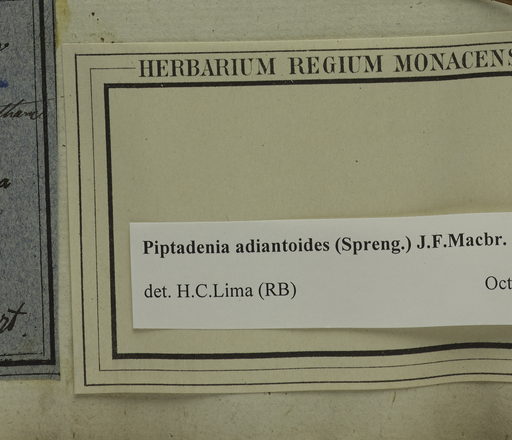 HERBARIUM REGIUM MONACENS
Piptadenia adiantoides (Spreng.) J.F.Macbr.
det. H.C.Lima (RB) Oct